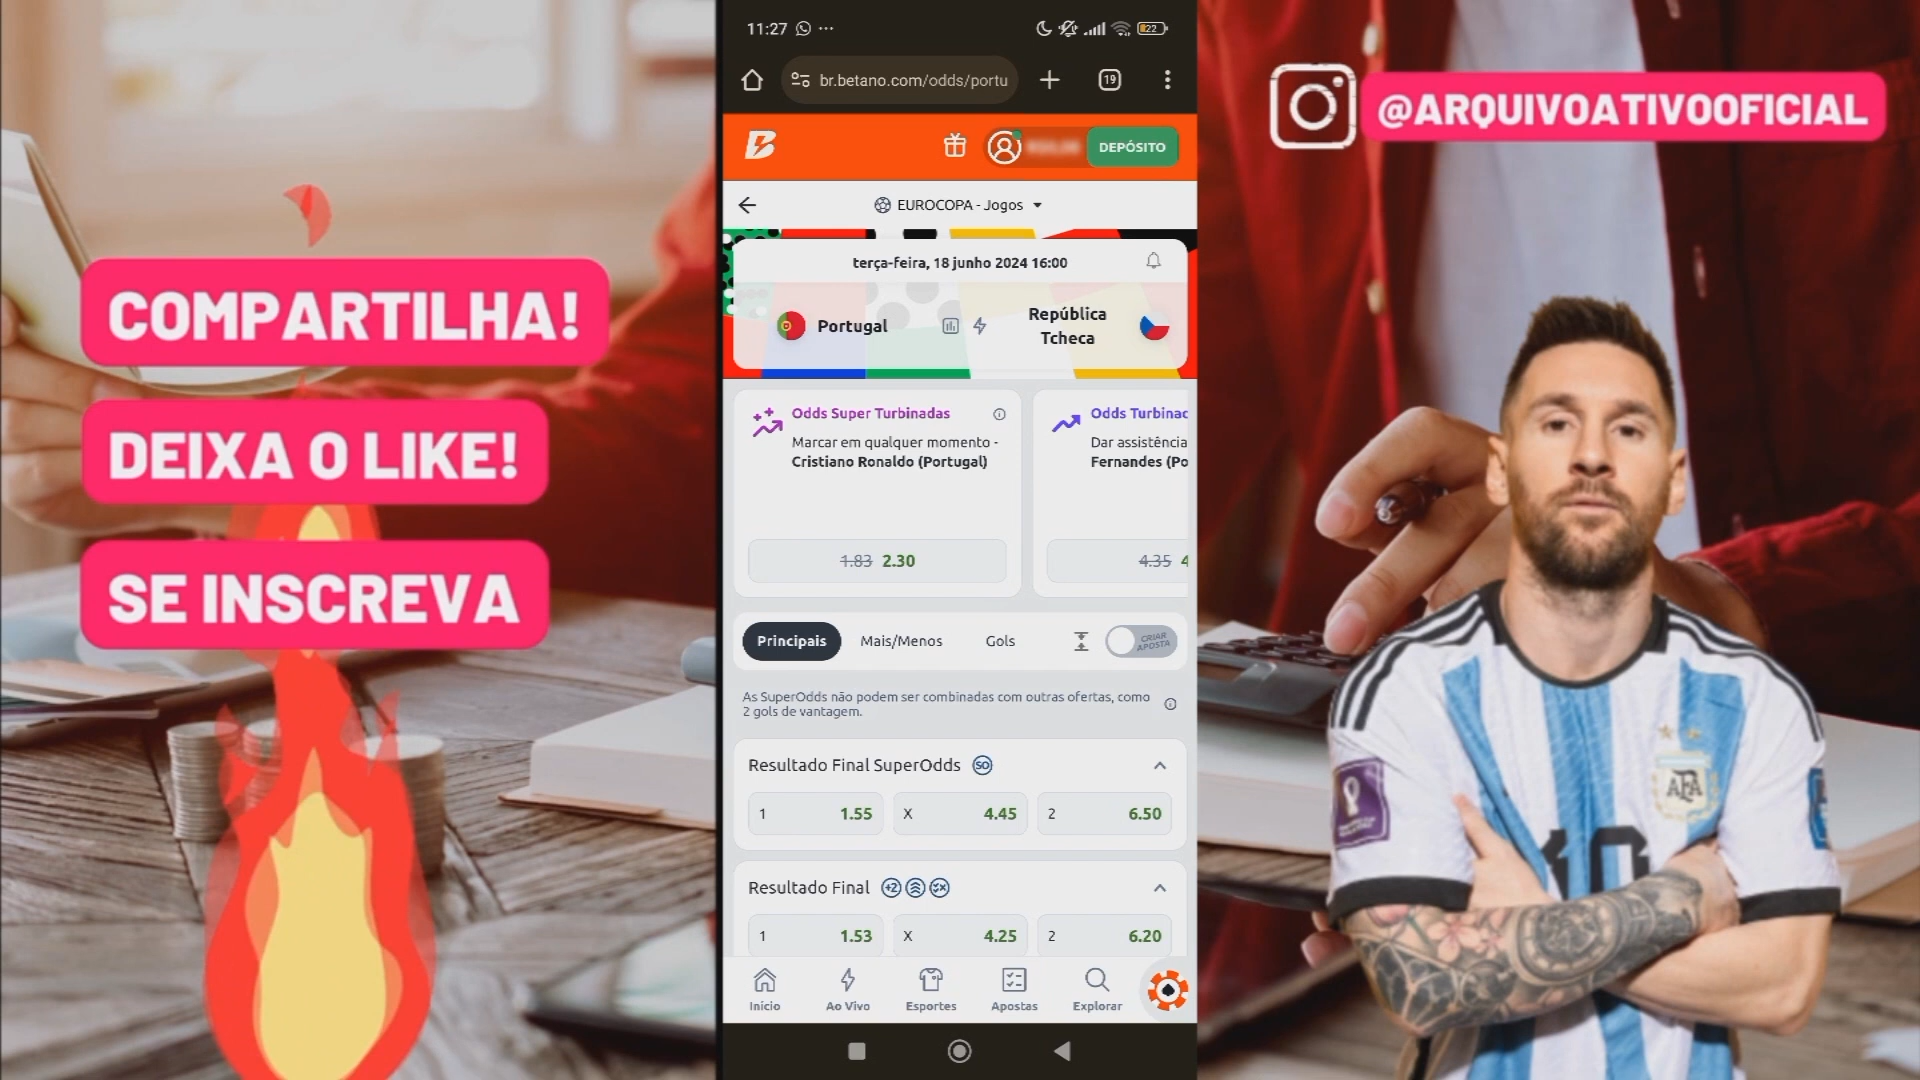 COMPARTILHA!
DEIXA O LIKE!
SE INSCREVA
11:27
22
br.betano.com/odds/portu
19
DEPÓSITO
EUROCOPA - Jogos
terça-feira, 18 junho 2024 16:00
Portugal
República
Tcheca
Odds Super Turbinadas
Marcar em qualquer momento -
Cristiano Ronaldo (Portugal)
1.83 2.30
Odds Turbinac
Dar assistência
Fernandes (Po
4.35 4
Principais
Mais/Menos
Gols
CRIAR
APOSTA
As SuperOdds não podem ser combinadas com outras ofertas, como
2 gols de vantagem.
Resultado Final SuperOdds SO
1 1.55 X 4.45 2 6.50
Resultado Final +2
1 1.53 X 4.25 2 6.20
Início
Ao Vivo
Esportes
Apostas
Explorar
@ARQUIVOATIVOOFICIAL
AFA
10